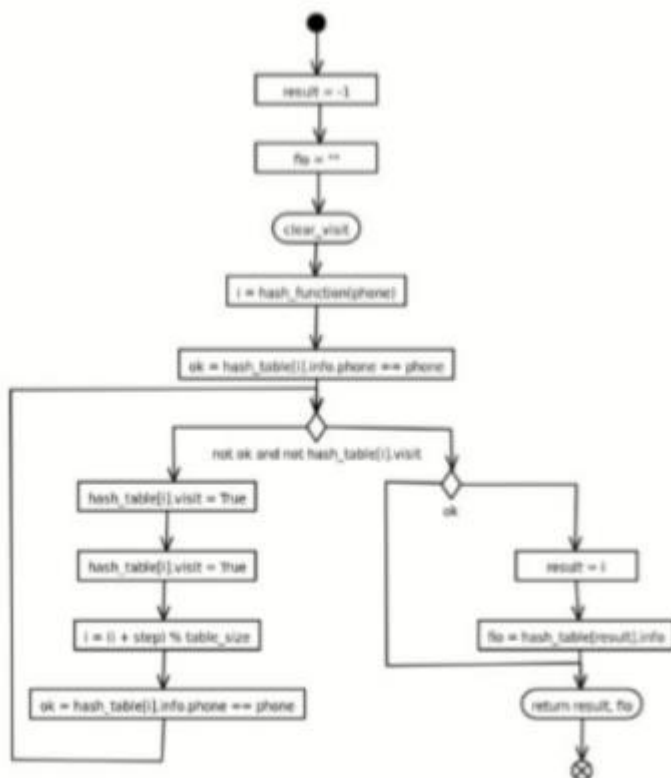 result = -1
fio = ""
clear_visit
i = hash_function(phone)
ok = hash_table[i].info.phone == phone
not ok and not hash_table[i].visit
hash_table[i].visit = True
hash_table[i].visit = True
i = (i + step) % table_size
ok = hash_table[i].info.phone == phone
ok
result = i
fio = hash_table[result].info
return result, fio